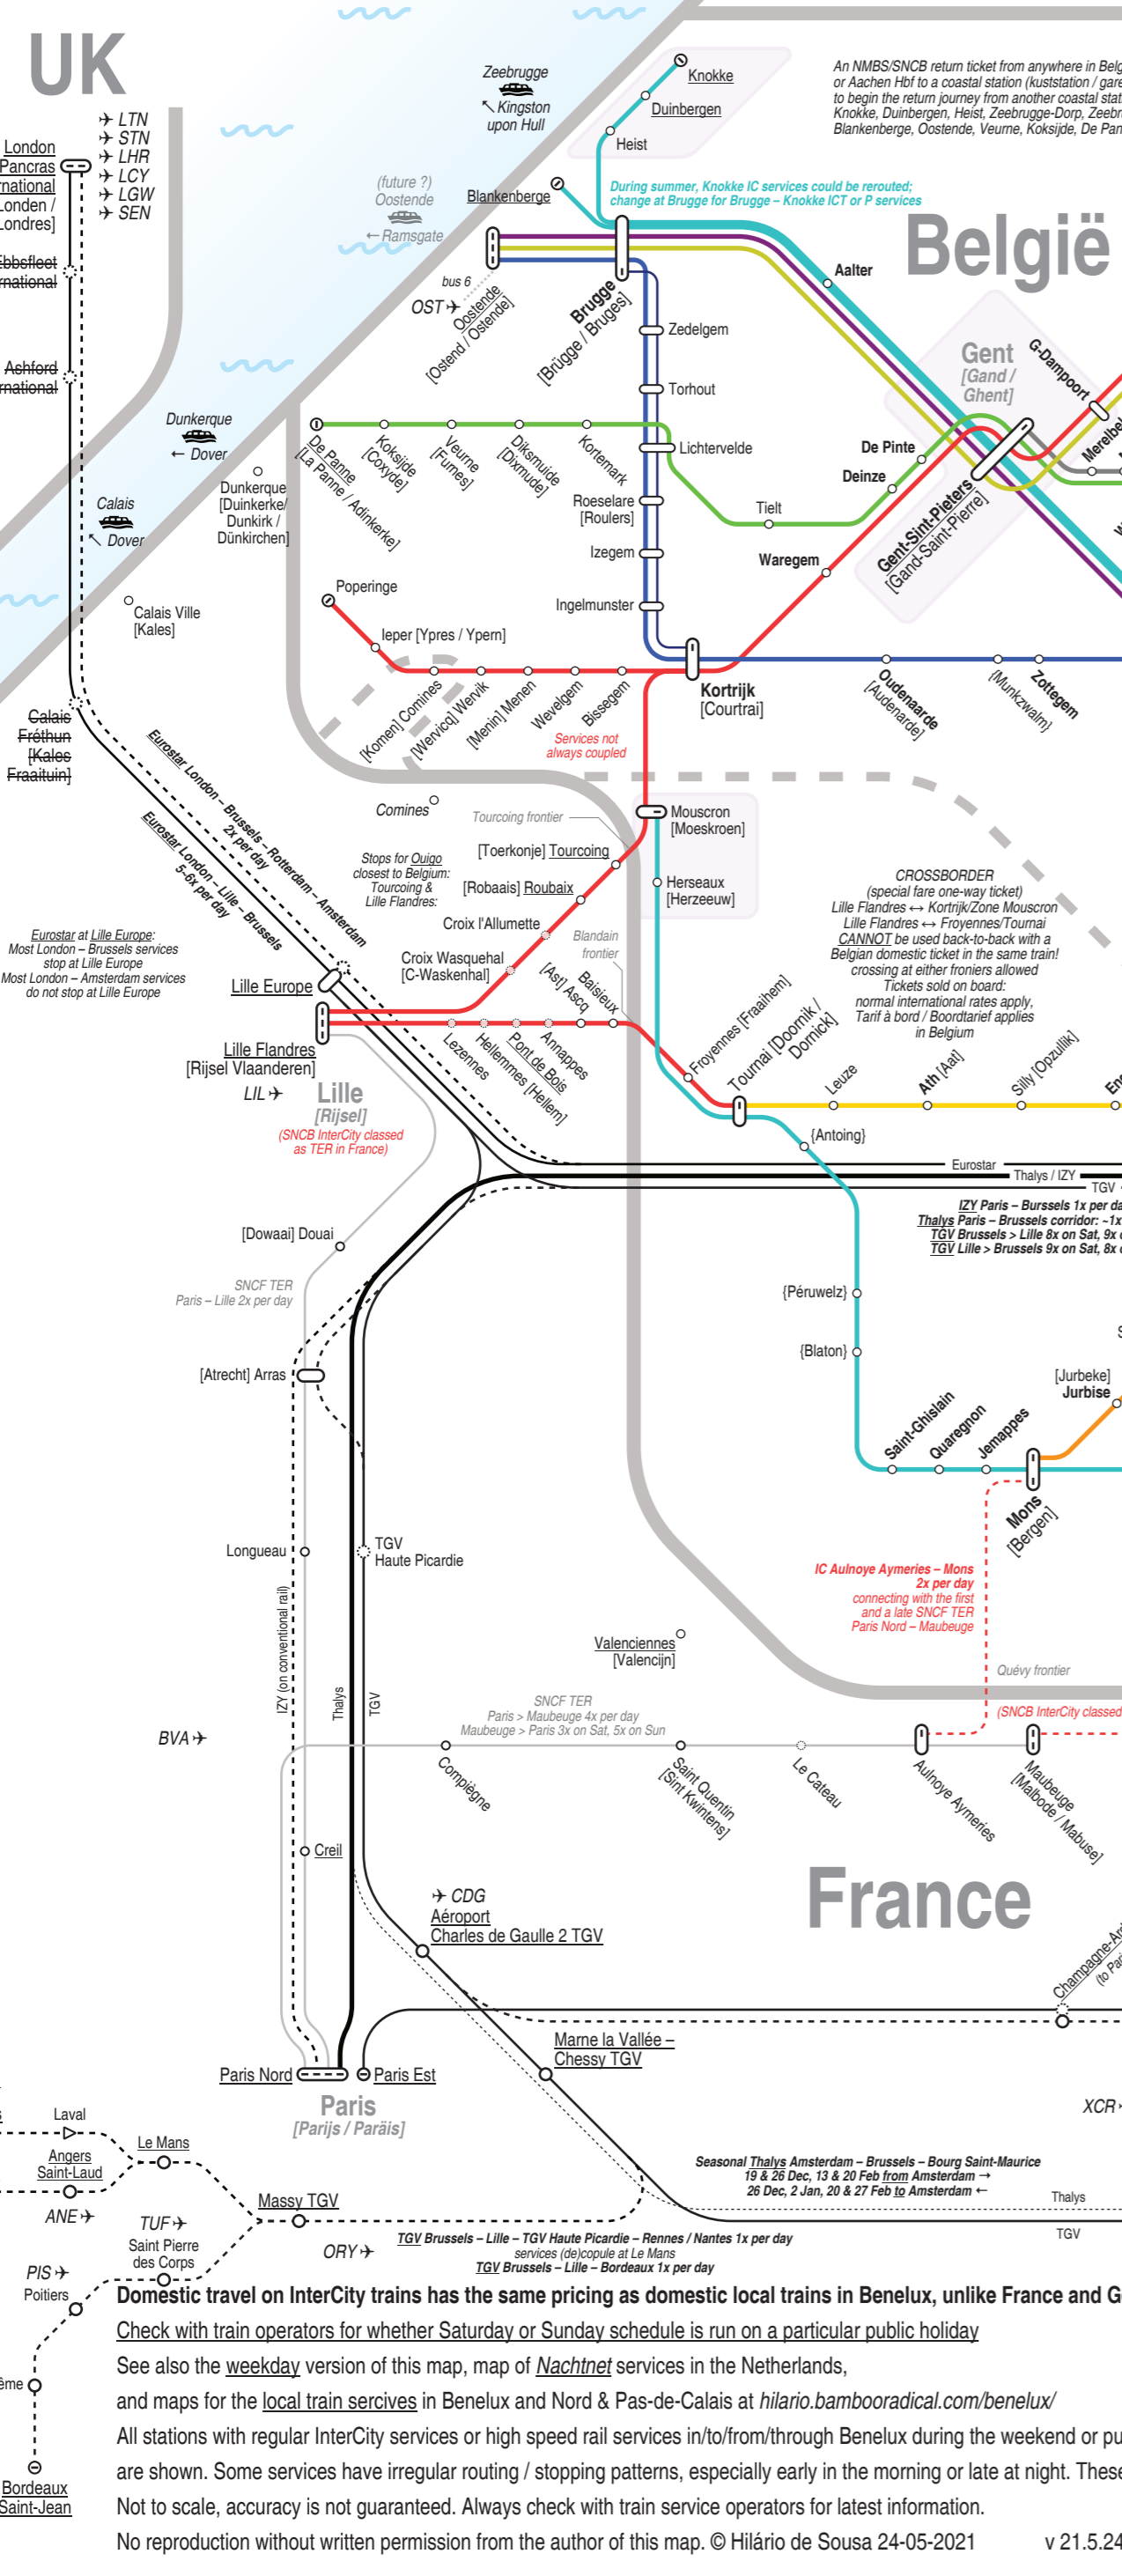 UK
✈ LTN
✈ STN
✈ LHR
✈ LCY
✈ LGW
✈ SEN
London
Pancras
Londen /
Ashford
Zeebrugge
↖ Kingston
upon Hull
(future ?)
Oostende
← Ramsgate
Knokke
Duinbergen
Heist
Blankenberge
An NMBS/SNCB return ticket from anywhere in
or Aachen Hbf to a coastal station (kuststation /
to begin the return journey from another coastal
Knokke, Duinbergen, Heist, Zeebrugge-Dorp,
Blankenberge, Oostende, Veurne, Koksijde, De
During summer, Knokke IC services could be rerouted;
change at Brugge for Brugge – Knokke ICT or P services
België
bus 6
OST ✈
Oostende
[Ostend / Ostende]
Brugge
[Brügge / Bruges]
Aalter
Zedelgem
Torhout
Lichtervelde
Gent
[Gand /
Ghent]
G-Dampoort
De Pinte
Deinze
Gent-Sint-Pieters
[Gand-Saint-Pierre]
Tielt
Waregem
Dunkerque
← Dover
Calais
↖ Dover
Dunkerque
[Duinkerke/
Dunkirk /
Dünkirchen]
De Panne
[La Panne / Adinkerke]
Koksijde
[Coxyde]
Veurne
[Furnes]
Diksmuide
[Dixmude]
Kortemark
Roeselare
[Roulers]
Izegem
Ingelmunster
Calais Ville
[Kales]
Poperinge
Ieper [Ypres / Ypern]
[Komen] Comines
[Wervicq] Wervik
[Menin] Menen
Wevelgem
Bissegem
Kortrijk
[Courtrai]
Oudenaarde
[Audenarde]
{Munkzwalm}
Zottegem
Services not
always coupled
Calais
Fréthun
[Kales
Fraaituin]
Eurostar London – Brussels – Rotterdam – Amsterdam
2x per day
Eurostar London – Lille – Brussels
5–6x per day
Comines
Tourcoing frontier
Mouscron
[Moeskroen]
[Toerkonje] Tourcoing
Herseaux
[Herzeeuw]
[Robaais] Roubaix
Stops for Ouigo
closest to Belgium:
Tourcoing &
Lille Flandres:
Croix l'Allumette
Croix Wasquehal
[C-Waskenhal]
Blandain
frontier
CROSSBORDER
(special fare one-way ticket)
Lille Flandres ↔ Kortrijk/Zone Mouscron
Lille Flandres ↔ Froyennes/Tournai
CANNOT be used back-to-back with a
Belgian domestic ticket in the same train!
crossing at either froniers allowed
Tickets sold on board:
normal international rates apply,
Tarif à bord / Boordtarief applies
in Belgium
Eurostar at Lille Europe:
Most London – Brussels services
stop at Lille Europe
Most London – Amsterdam services
do not stop at Lille Europe
Lille Europe
Lille Flandres
[Rijsel Vlaanderen]
LIL ✈
Lille
[Rijsel]
(SNCB InterCity classed
as TER in France)
[Ast] Ascq
Baisieux
Lezennes
Hellemmes [Hellem]
Pont de Bois
Annappes
Froyennes [Fraaihem]
Tournai [Doornik /
Dornick]
Leuze
Ath [Aat]
Silly [Opzullik]
{Antoing}
Eurostar
Thalys / IZY
TGV
IZY Paris – Burssels 1x per
Thalys Paris – Brussels corridor: ~1x
TGV Brussels > Lille 8x on Sat, 9x
TGV Lille > Brussels 9x on Sat, 8x
[Dowaai] Douai
SNCF TER
Paris – Lille 2x per day
{Péruwelz}
{Blaton}
[Atrecht] Arras
[Jurbeke]
Jurbise
Saint-Ghislain
Quaregnon
Jemappes
Mons
[Bergen]
Longueau
TGV
Haute Picardie
IC Aulnoye Aymeries – Mons
2x per day
connecting with the first
and a late SNCF TER
Paris Nord – Maubeuge
IZY (on conventional rail)
Thalys
TGV
Valenciennes
[Valencijn]
Quévy frontier
SNCF TER
Paris > Maubeuge 4x per day
Maubeuge > Paris 3x on Sat, 5x on Sun
(SNCB InterCity classed
BVA ✈
Compiègne
Saint Quentin
[Sint Kwintens]
Le Cateau
Aulnoye Aymeries
Maubeuge
[Malbode / Mabuse]
Creil
France
✈ CDG
Aéroport
Charles de Gaulle 2 TGV
Marne la Vallée –
Chessy TGV
Paris Nord
Paris Est
Paris
[Parijs / Paräis]
XCR
Laval
Le Mans
Angers
Saint-Laud
ANE ✈
Massy TGV
TUF ✈
Saint Pierre
des Corps
ORY ✈
PIS ✈
Poitiers
Seasonal Thalys Amsterdam – Brussels – Bourg Saint-Maurice
19 & 26 Dec, 13 & 20 Feb from Amsterdam →
26 Dec, 2 Jan, 20 & 27 Feb to Amsterdam ←
Thalys
TGV
TGV Brussels – Lille – TGV Haute Picardie – Rennes / Nantes 1x per day
services (de)copule at Le Mans
TGV Brussels – Lille – Bordeaux 1x per day
Bordeaux
Saint-Jean
Domestic travel on InterCity trains has the same pricing as domestic local trains in Benelux, unlike France and
Check with train operators for whether Saturday or Sunday schedule is run on a particular public holiday
See also the weekday version of this map, map of Nachtnet services in the Netherlands,
and maps for the local train sercives in Benelux and Nord & Pas-de-Calais at hilario.bambooradical.com/benelux/
All stations with regular InterCity services or high speed rail services in/to/from/through Benelux during the weekend or
are shown. Some services have irregular routing / stopping patterns, especially early in the morning or late at night. These
Not to scale, accuracy is not guaranteed. Always check with train service operators for latest information.
No reproduction without written permission from the author of this map. © Hilário de Sousa 24-05-2021 v 21.5.24